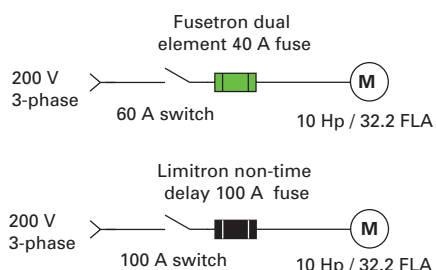 Fusetron dual
element 40 A fuse
200 V
3-phase
M
60 A switch
10 Hp / 32.2 FLA
Limitron non-time
delay 100 A fuse
200 V
3-phase
M
100 A switch
10 Hp / 32.2 FLA